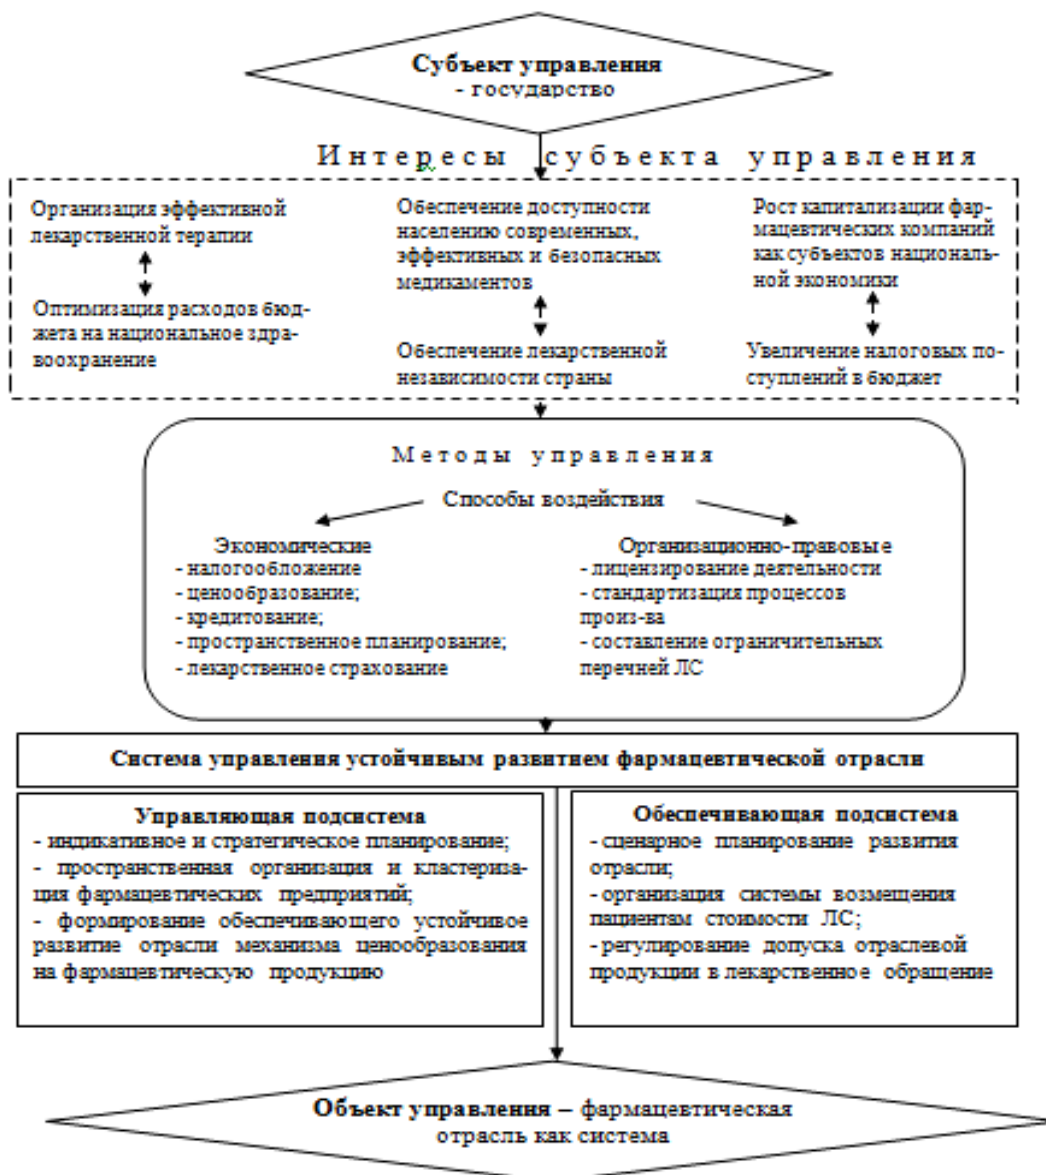 Субъект управления
- государство
Интересы субъекта управления
Организация эффективной
лекарственной терапии
Оптимизация расходов бюд-
жета на национальное здра-
воохранение
Обеспечение доступности
населению современных,
эффективных и безопасных
медикаментов
Обеспечение лекарственной
независимости страны
Рост капитализации фар-
мацевтических компаний
как субъектов националь-
ной экономики
Увеличение налоговых по-
ступлений в бюджет
Методы управления
Способы воздействия
Экономические
- налогообложение
- ценообразование;
- кредитование;
- пространственное планирование;
- лекарственное страхование
Организационно-правовые
- лицензирование деятельности
- стандартизация процессов
произ-ва
- составление ограничительных
перечней ЛС
Система управления устойчивым развитием фармацевтической отрасли
Управляющая подсистема
- индикативное и стратегическое планирование;
- пространственная организация и кластериза-
ция фармацевтических предприятий;
- формирование обеспечивающего устойчивое
развитие отрасли механизма ценообразования
на фармацевтическую продукцию
Обеспечивающая подсистема
- сценарное планирование развития
отрасли;
- организация системы возмещения
пациентам стоимости ЛС;
- регулирование допуска отраслевой
продукции в лекарственное обращение
Объект управления – фармацевтическая
отрасль как система